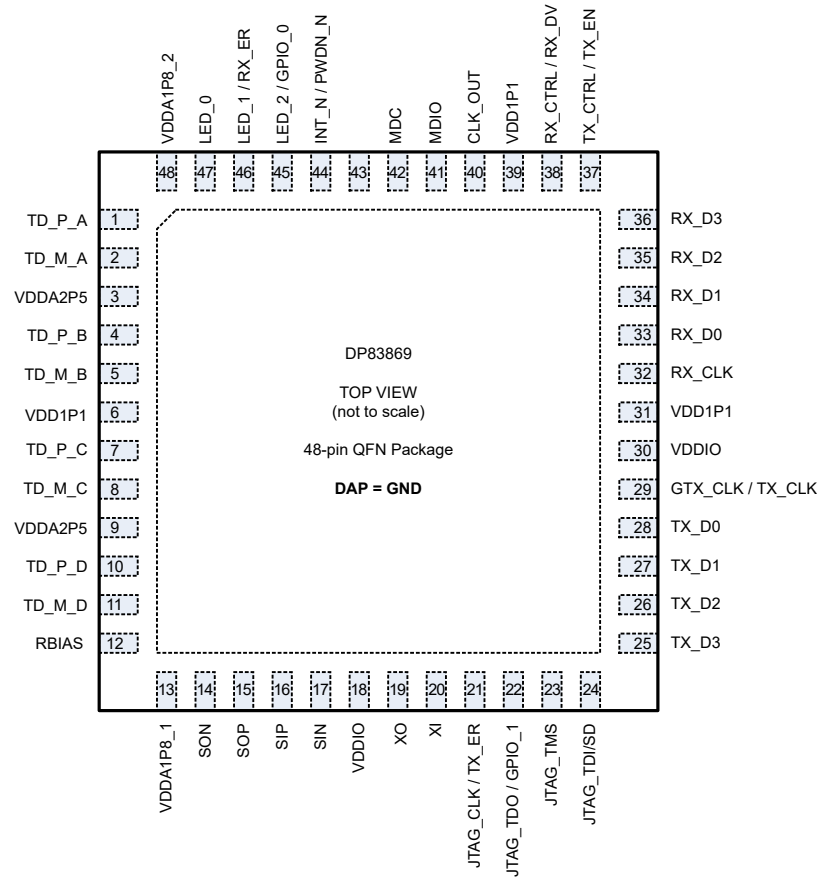 VDDA1P8_2
LED_0
LED_1 / RX_ER
LED_2 / GPIO_0
INT_N / PWDN_N
MDC
MDIO
CLK_OUT
VDD1P1
RX_CTRL / RX_DV
TX_CTRL / TX_EN
48 47 46 45 44 43 42 41 40 39 38 37
TD_P_A 1
TD_M_A 2
VDDA2P5 3
TD_P_B 4
TD_M_B 5
VDD1P1 6
TD_P_C 7
TD_M_C 8
VDDA2P5 9
TD_P_D 10
TD_M_D 11
RBIAS 12
DP83869
TOP VIEW
(not to scale)
48-pin QFN Package
DAP = GND
36 RX_D3
35 RX_D2
34 RX_D1
33 RX_D0
32 RX_CLK
31 VDD1P1
30 VDDIO
29 GTX_CLK / TX_CLK
28 TX_D0
27 TX_D1
26 TX_D2
25 TX_D3
13 14 15 16 17 18 19 20 21 22 23 24
VDDA1P8_1
SON
SOP
SIP
SIN
VDDIO
XO
XI
JTAG_CLK / TX_ER
JTAG_TDO / GPIO_1
JTAG_TMS
JTAG_TDI/SD